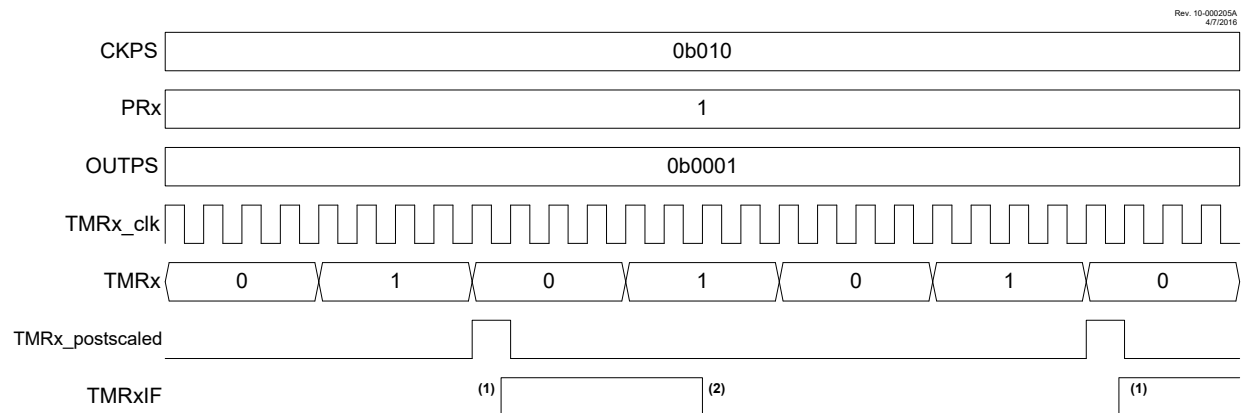 Rev. 10-000205A
4/7/2016
CKPS 0b010
PRx 1
OUTPS 0b0001
TMRx_clk
TMRx 0 1 0 1 0 1 0
TMRx_postscaled
TMRxIF (1) (2) (1)